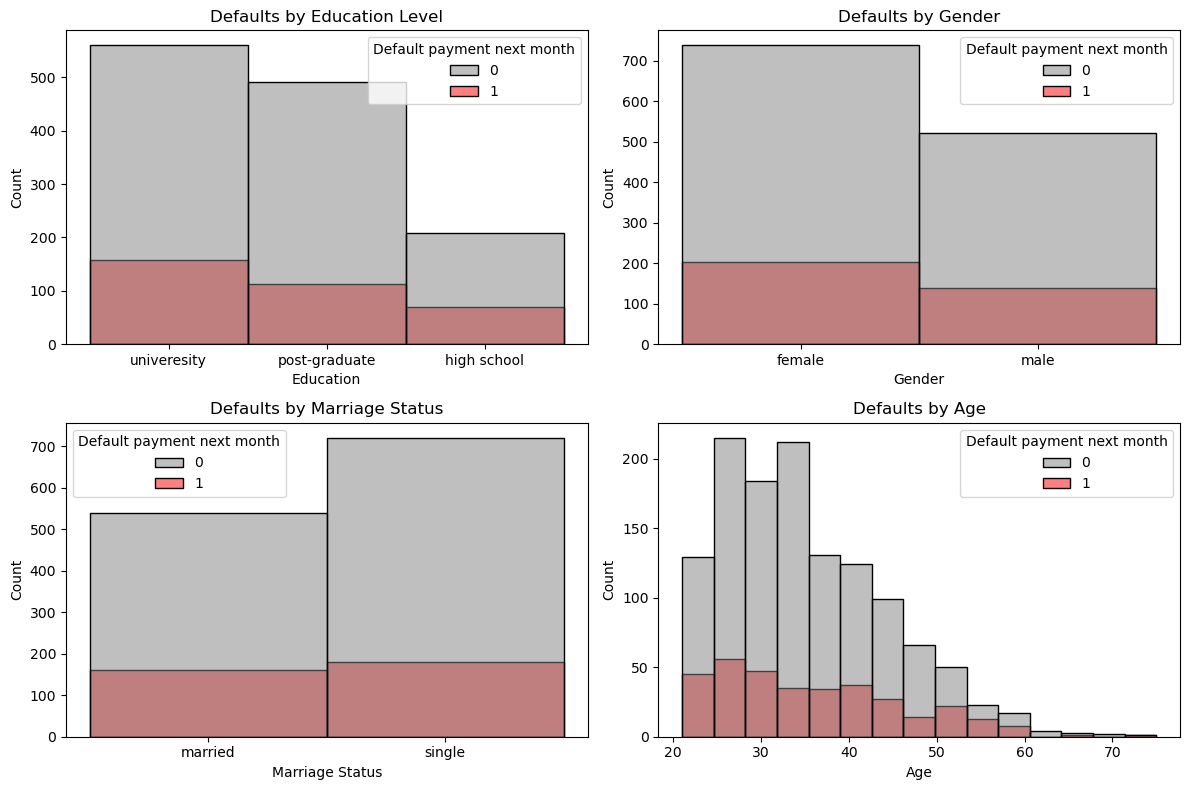 Defaults by Education Level
Default payment next month
0
1
500
400
300
200
100
0
Count
univeresity
post-graduate
high school
Education
Defaults by Gender
Default payment next month
0
1
700
600
500
400
300
200
100
0
Count
female
male
Gender
Defaults by Marriage Status
Default payment next month
0
1
700
600
500
400
300
200
100
0
Count
married
single
Marriage Status
Defaults by Age
Default payment next month
0
1
200
150
100
50
0
Count
20
30
40
50
60
70
Age